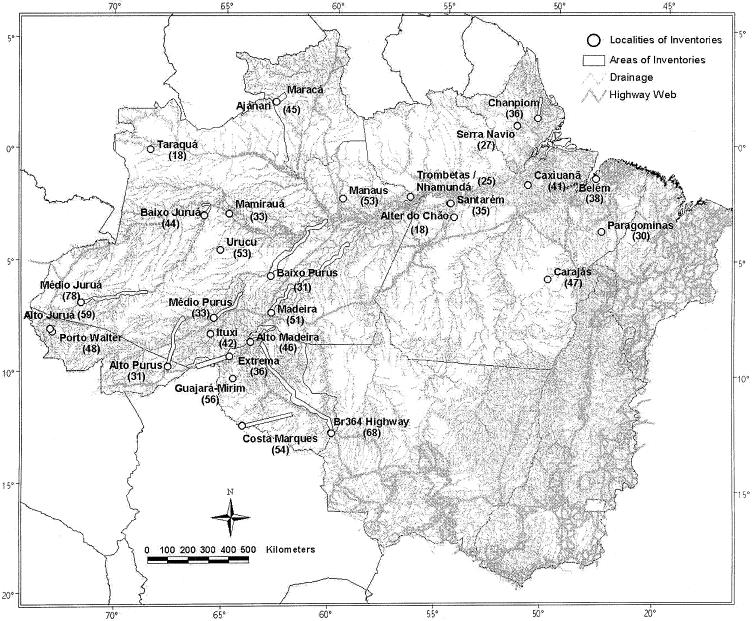 70° 65° 60° 55° 50° 45°
5° 5°
Localities of Inventories
Areas of Inventories
Drainage
Highway Web
Maracá
Ajanari
(45)
Chanpiom
(36)
Serra Navio
(27)
Taraquá
(18)
0° 0°
Trombetas /
Nhamundá (25)
Manaus
(53)
Santarém
(35)
Alter do Chão
(18)
Caxiuanã
(41)
Belém
(38)
Baixo Juruá
(44)
Mamirauá
(33)
Paragominas
(30)
Urucu
(53)
5° 5°
Baixo Purus
(31)
Carajás
(47)
Médio Juruá
(78)
Médio Purus
(33)
Madeira
(51)
Alto Juruá (59)
Porto Walter
(48)
Ituxi
(42)
Alto Madeira
(46)
Alto Purus
(31)
Extrema
(36)
10° 10°
Guajará-Mirim
(56)
Br364 Highway
(68)
Costa Marques
(54)
15° 15°
N
0 100 200 300 400 500 Kilometers
20°
70° 65° 60° 55° 50° 20°